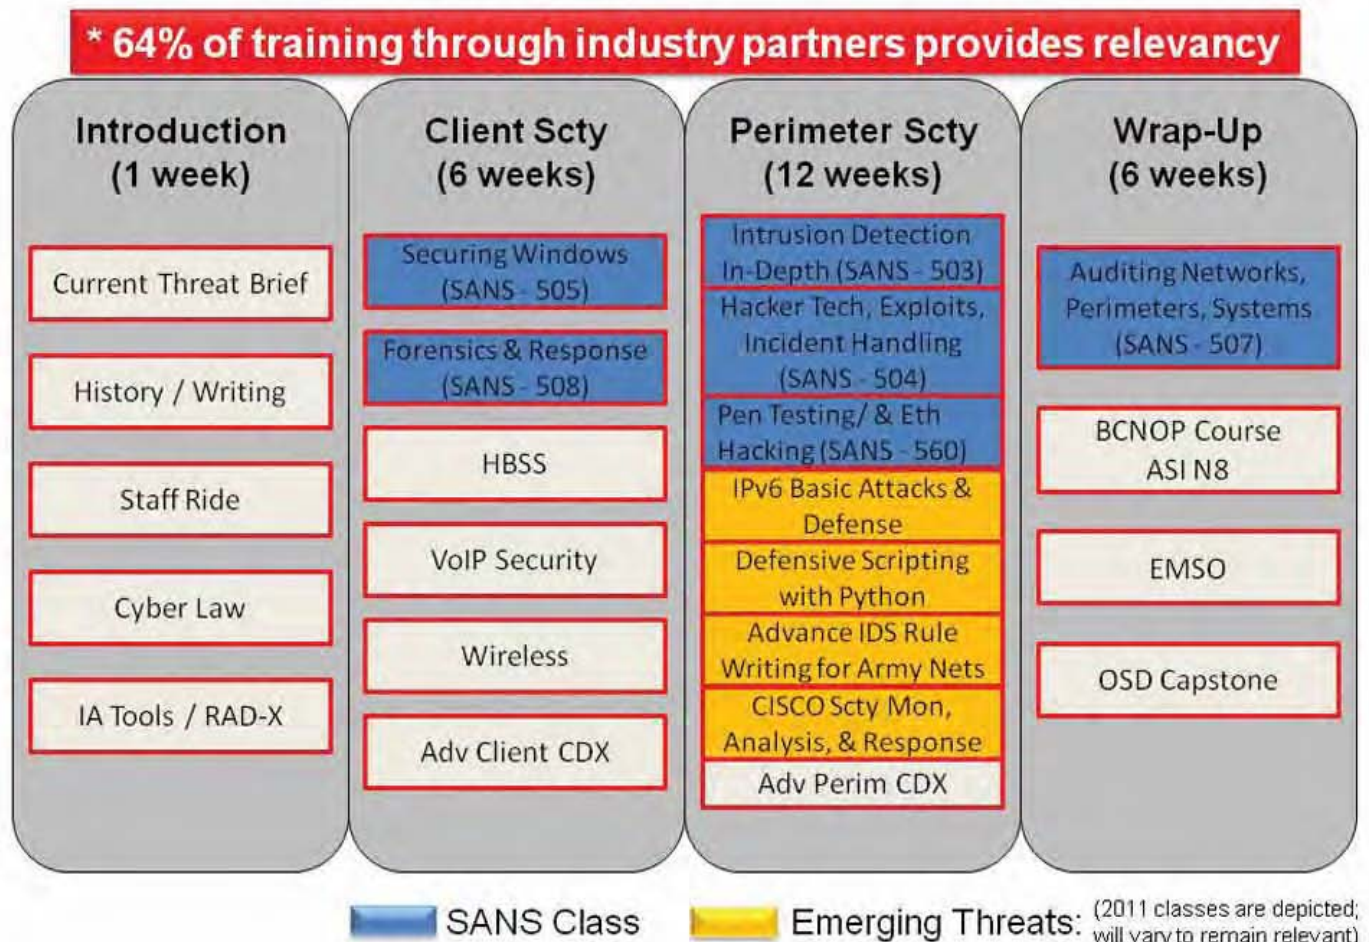 * 64% of training through industry partners provides relevancy
Introduction
(1 week)
Current Threat Brief
History / Writing
Staff Ride
Cyber Law
IA Tools / RAD-X
Client Scty
(6 weeks)
Securing Windows
(SANS - 505)
Forensics & Response
(SANS - 508)
HBSS
VoIP Security
Wireless
Adv Client CDX
Perimeter Scty
(12 weeks)
Intrusion Detection
In-Depth (SANS - 503)
Hacker Tech, Exploits,
Incident Handling
(SANS - 504)
Pen Testing/ & Eth
Hacking (SANS - 560)
IPv6 Basic Attacks &
Defense
Defensive Scripting
with Python
Advance IDS Rule
Writing for Army Nets
CISCO Scty Mon,
Analysis, & Response
Adv Perim CDX
Wrap-Up
(6 weeks)
Auditing Networks,
Perimeters, Systems
(SANS - 507)
BCNOP Course
ASI N8
EMSO
OSD Capstone
SANS Class
Emerging Threats:
(2011 classes are depicted;
will vary to remain relevant)